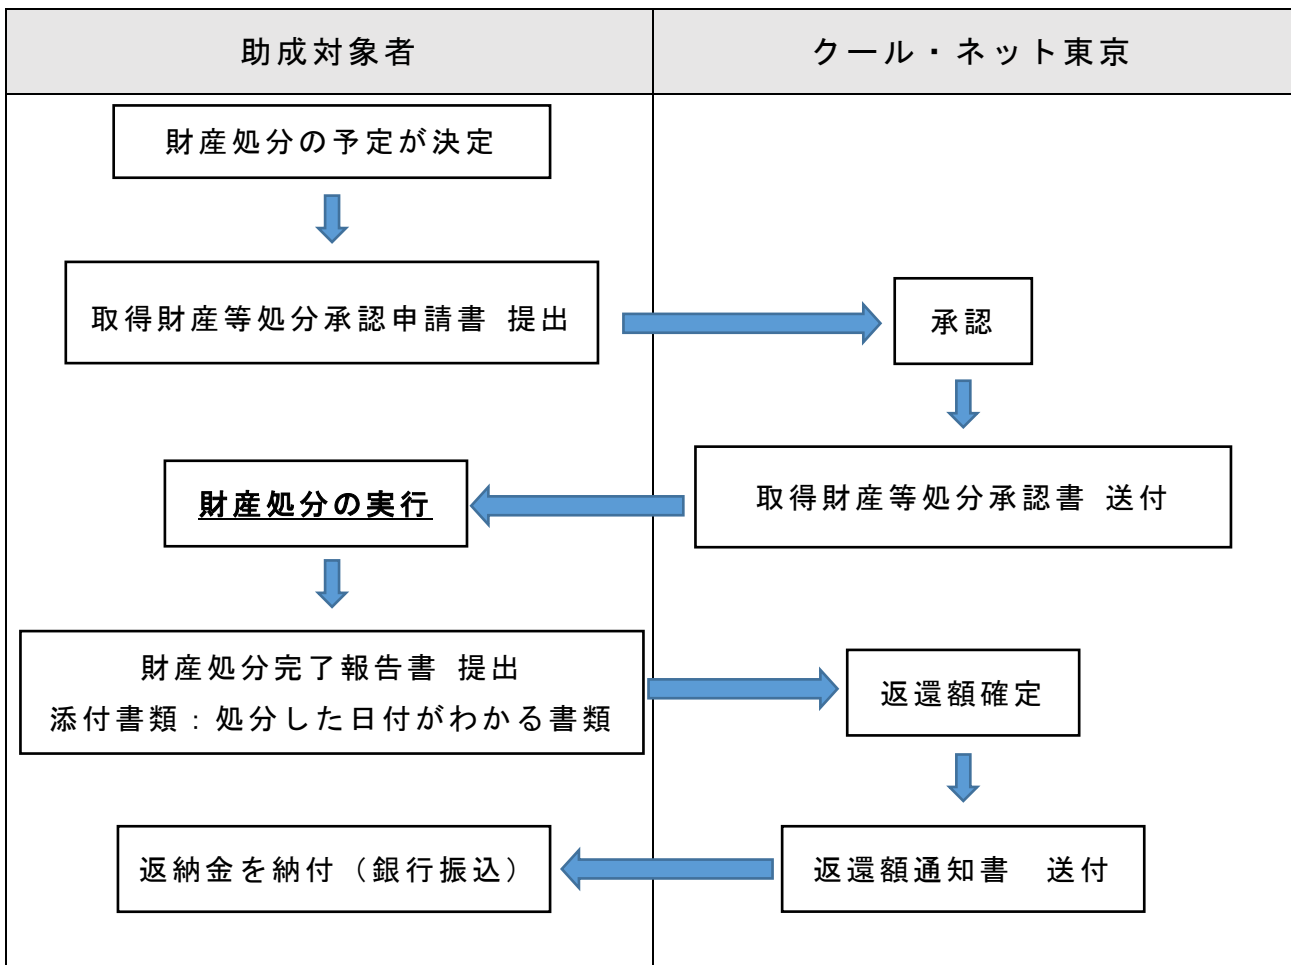 助成対象者
クール・ネット東京
財産処分の予定が決定
取得財産等処分承認申請書 提出
承認
取得財産等処分承認書 送付
財産処分の実行
財産処分完了報告書 提出
添付書類：処分した日付がわかる書類
返還額確定
返還額通知書　送付
返納金を納付（銀行振込）